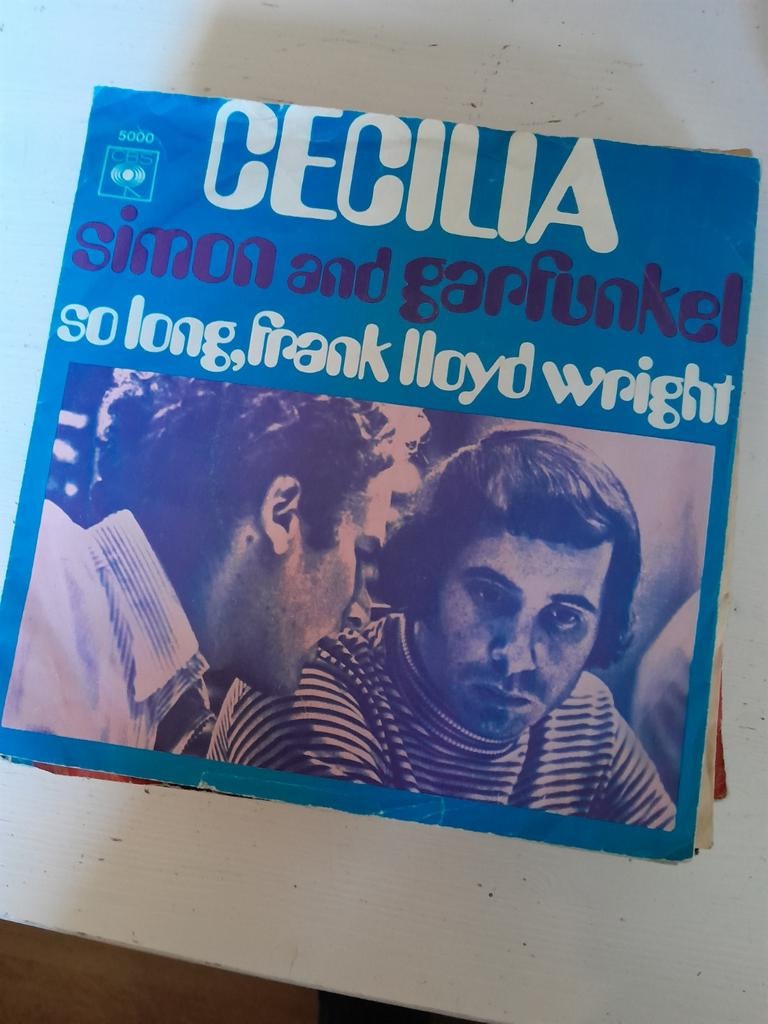 CECILIA
5000
CBS
simon and garfunkel
so long, frank lloyd wright